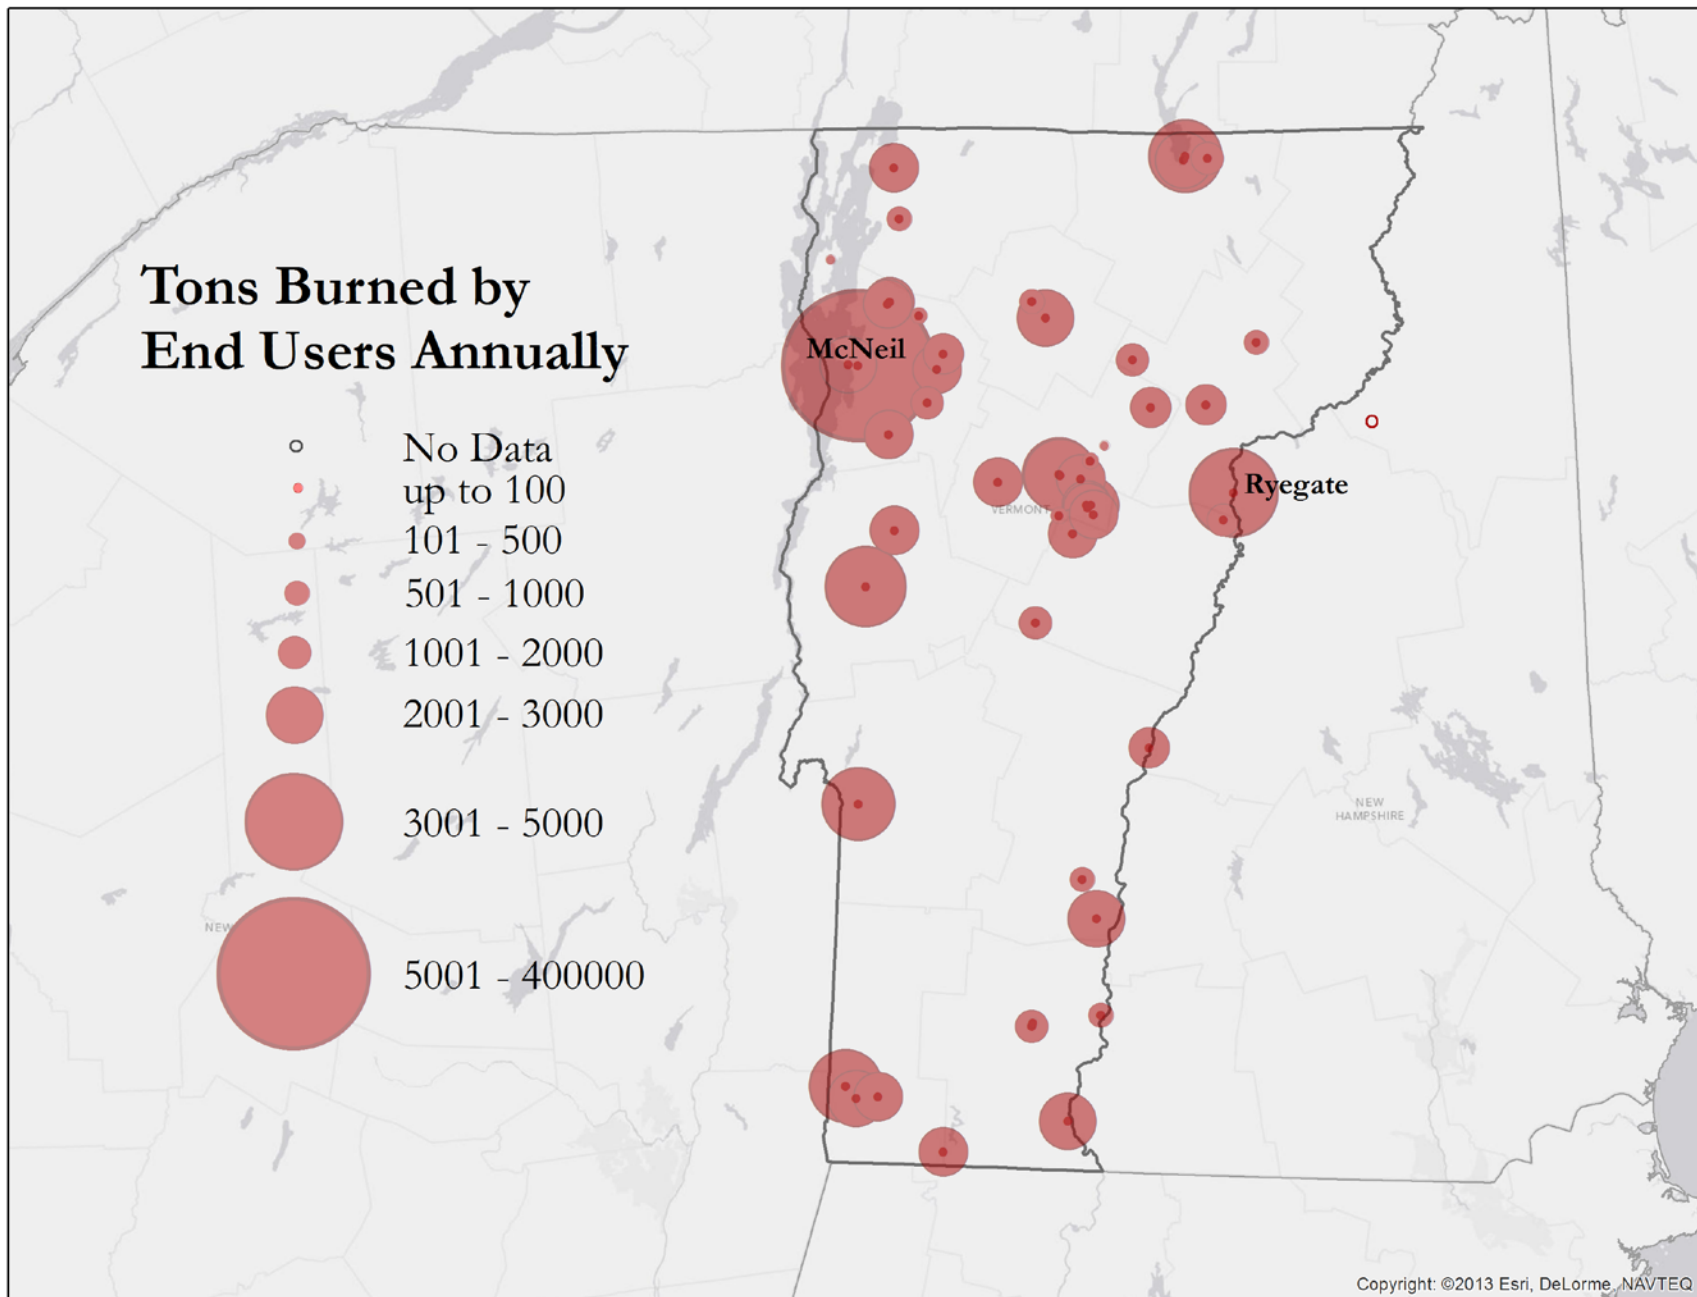 Tons Burned by
End Users Annually
No Data
up to 100
101 - 500
501 - 1000
1001 - 2000
2001 - 3000
3001 - 5000
5001 - 400000
McNeil
Ryegate
VERMONT
NEW
HAMPSHIRE
NEW
Copyright: ©2013 Esri, DeLorme, NAVTEQ